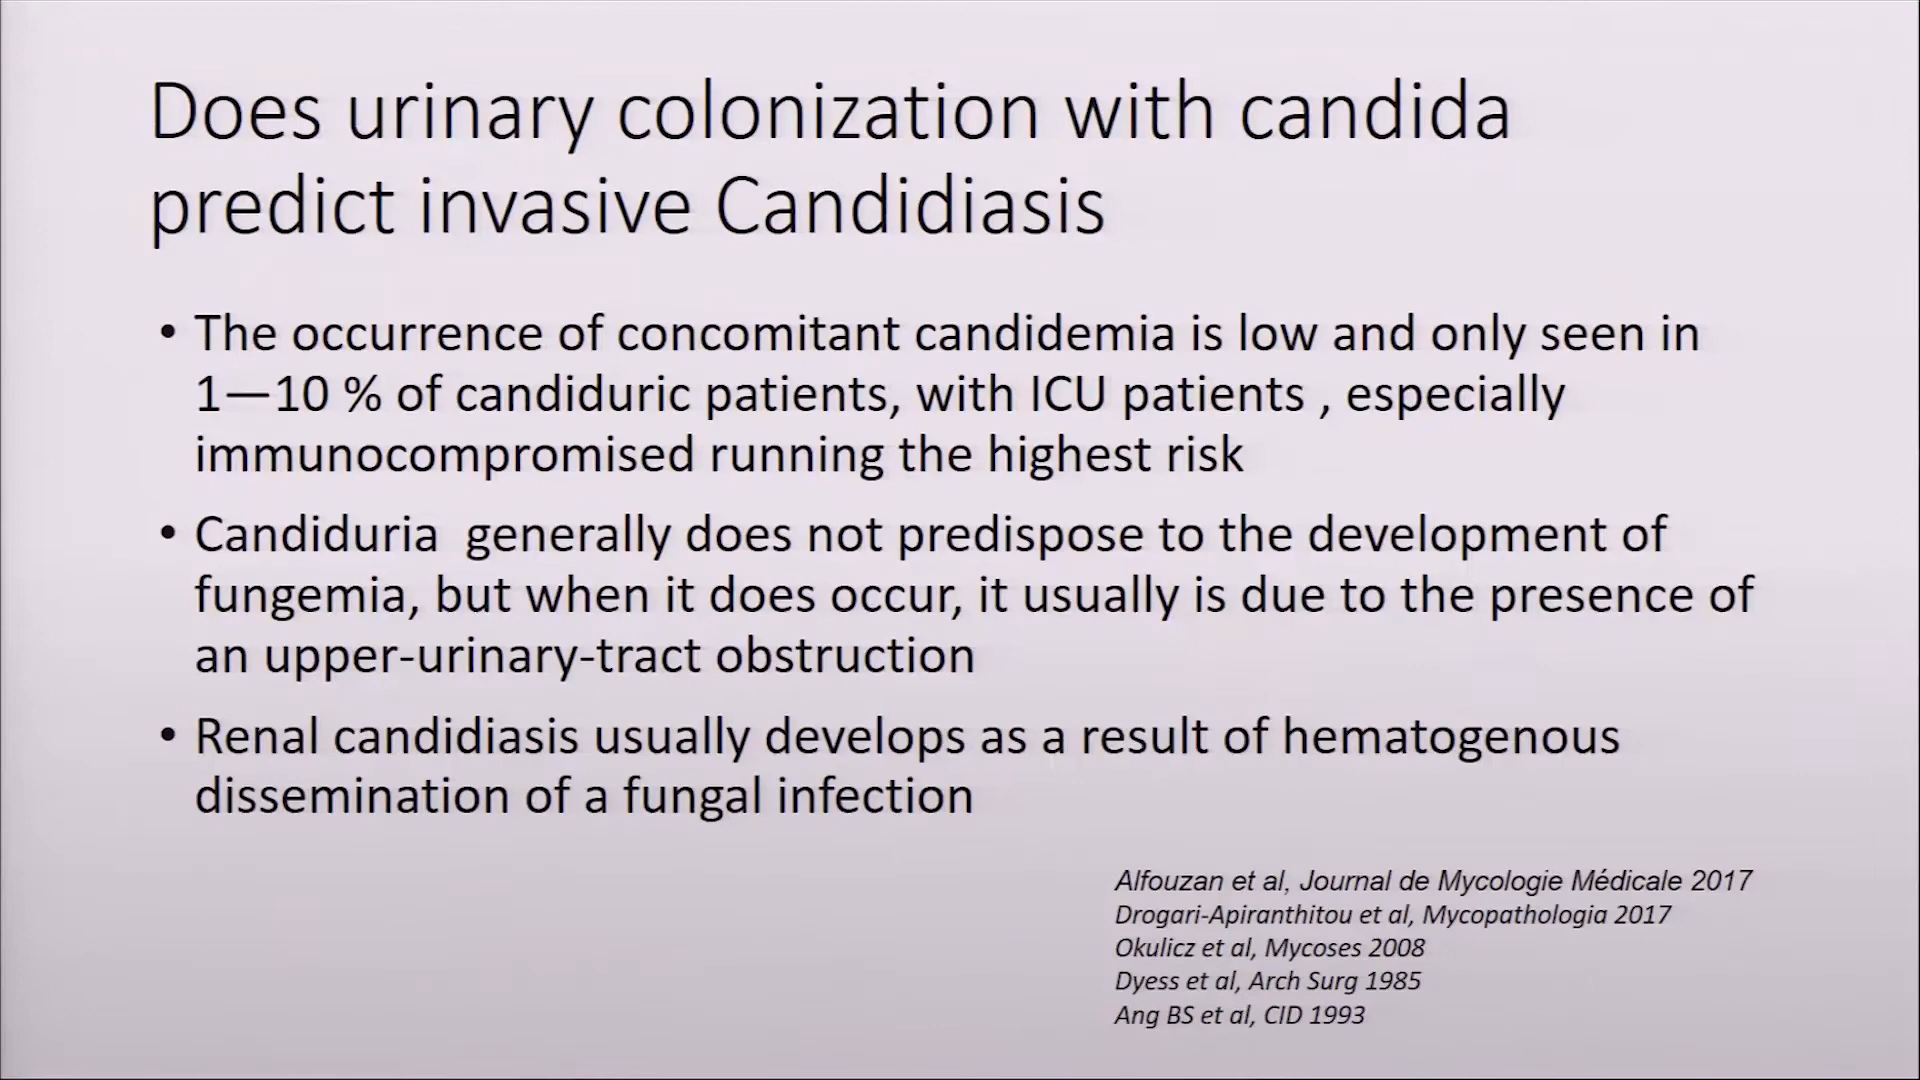 Does urinary colonization with candida
predict invasive Candidiasis
• The occurrence of concomitant candidemia is low and only seen in
1—10 % of candiduric patients, with ICU patients , especially
immunocompromised running the highest risk
• Candiduria  generally does not predispose to the development of
fungemia, but when it does occur, it usually is due to the presence of
an upper-urinary-tract obstruction
• Renal candidiasis usually develops as a result of hematogenous
dissemination of a fungal infection
Alfouzan et al, Journal de Mycologie Médicale 2017
Drogari-Apiranthitou et al, Mycopathologia 2017
Okulicz et al, Mycoses 2008
Dyess et al, Arch Surg 1985
Ang BS et al, CID 1993